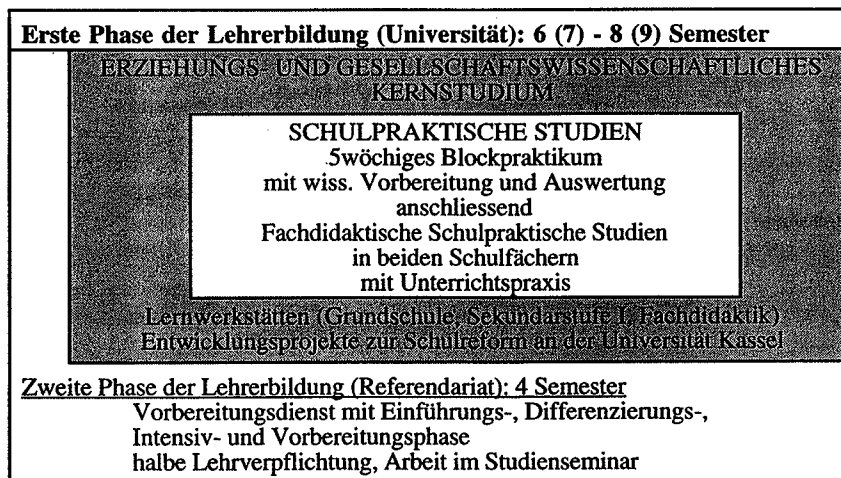 Erste Phase der Lehrerbildung (Universität): 6 (7) - 8 (9) Semester
ERZIEHUNGS- UND GESELLSCHAFTSWISSENSCHAFTLICHES
KERNSTUDIUM
SCHULPRAKTISCHE STUDIEN
5wöchiges Blockpraktikum
mit wiss. Vorbereitung und Auswertung
anschliessend
Fachdidaktische Schulpraktische Studien
in beiden Schulfächern
mit Unterrichtspraxis
Lernwerkstätten (Grundschule, Sekundarstufe I, Fachdidaktik)
Entwicklungsprojekte zur Schulreform an der Universität Kassel
Zweite Phase der Lehrerbildung (Referendariat): 4 Semester
Vorbereitungsdienst mit Einführungs-, Differenzierungs-,
Intensiv- und Vorbereitungsphase
halbe Lehrverpflichtung, Arbeit im Studienseminar